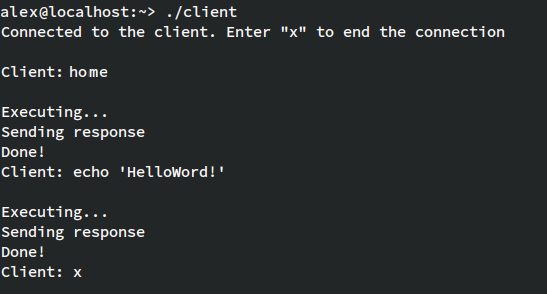 alex@localhost:~> ./client
Connected to the client. Enter "x" to end the connection
Client: home
Executing...
Sending response
Done!
Client: echo 'HelloWord!'
Executing...
Sending response
Done!
Client: x